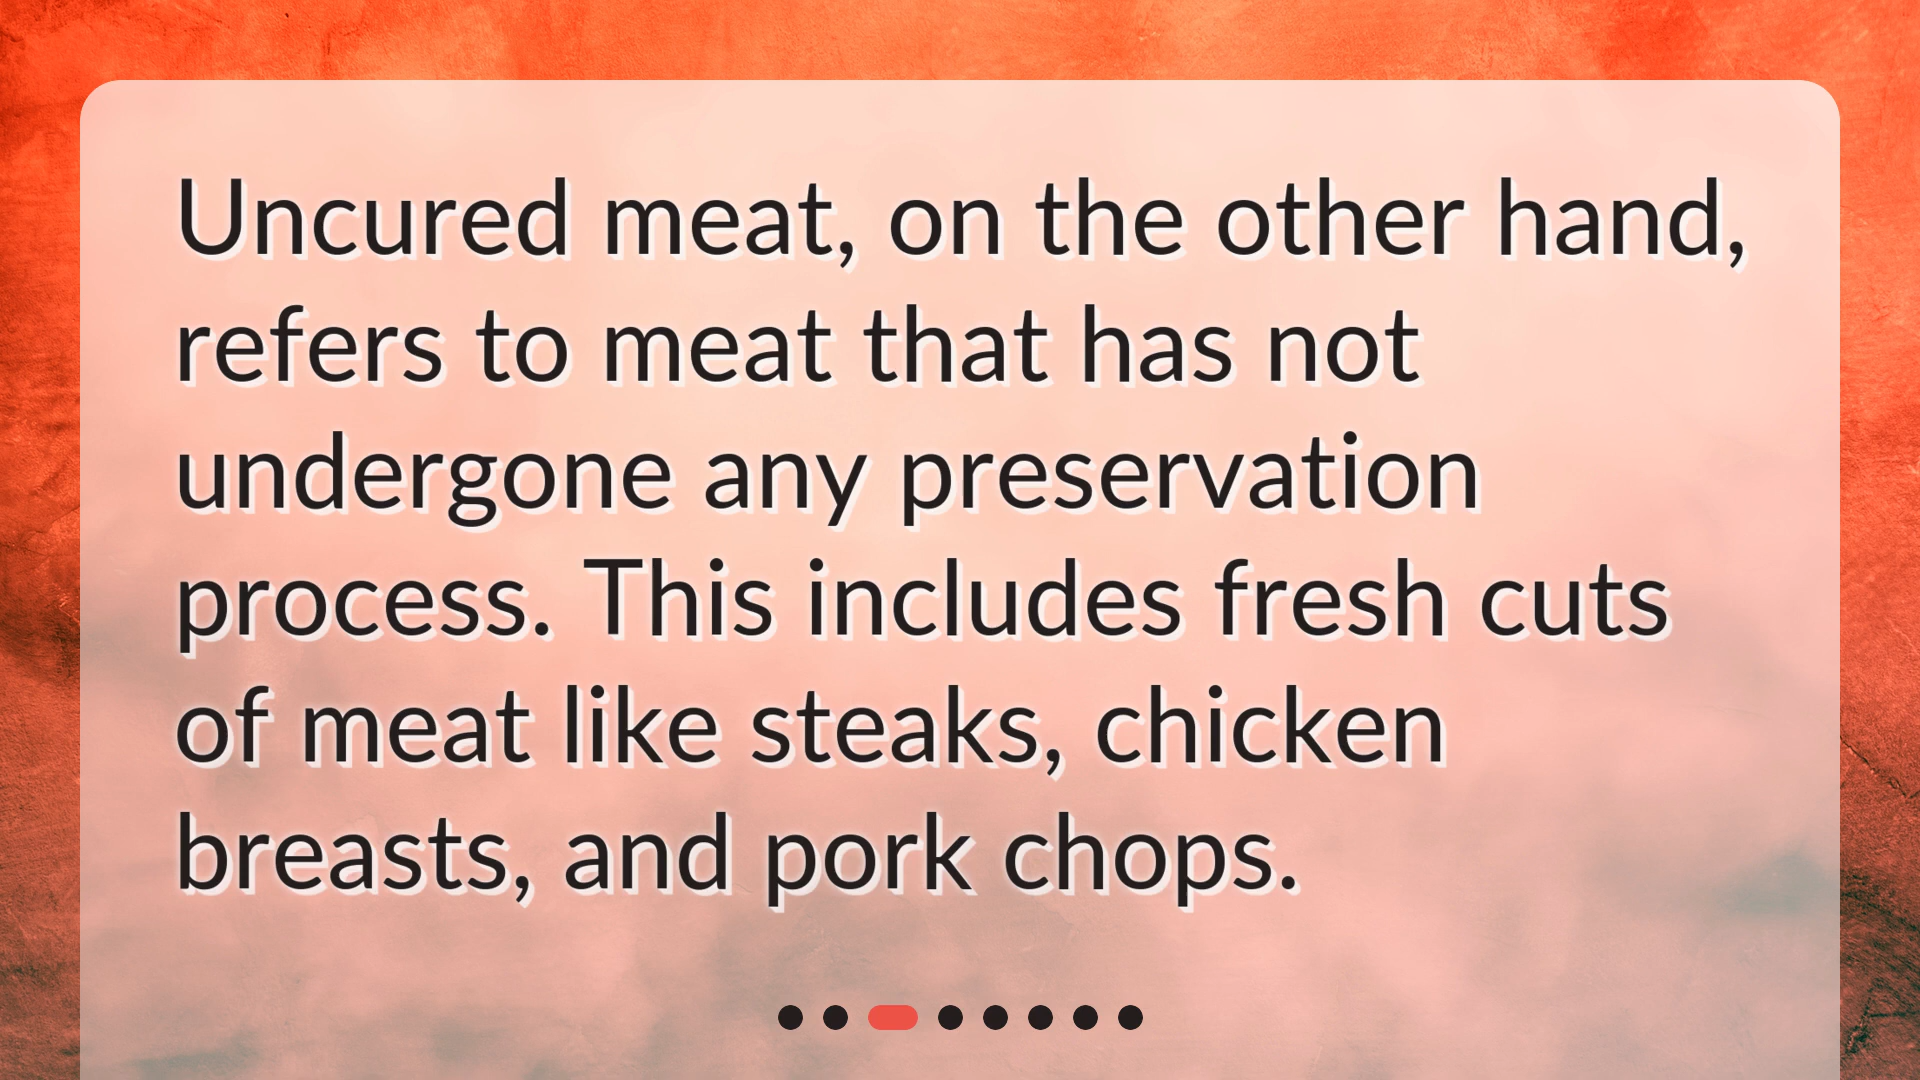 Uncured meat, on the other hand,
refers to meat that has not
undergone any preservation
process. This includes fresh cuts
of meat like steaks, chicken
breasts, and pork chops.